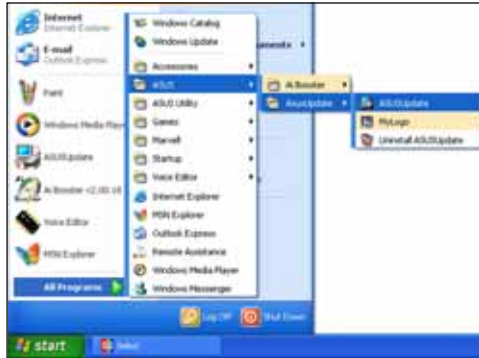 Internet
Internet Explorer
E-mail
Outlook Express
Paint
Windows Media Player
ASUSUpdate
Ai Booster v2.00.16
Voice Editor
MSN Explorer
All Programs
Windows Catalog
Windows Update
Accessories
ASUS
ASUS Utility
Games
Marvell
Startup
Voice Editor
Internet Explorer
MSN Explorer
Outlook Express
Remote Assistance
Windows Media Player
Windows Messenger
Ai Booster
AsusUpdate
ASUSUpdate
MyLogo
Uninstall ASUSUpdate
Log Off
Shut Down
start